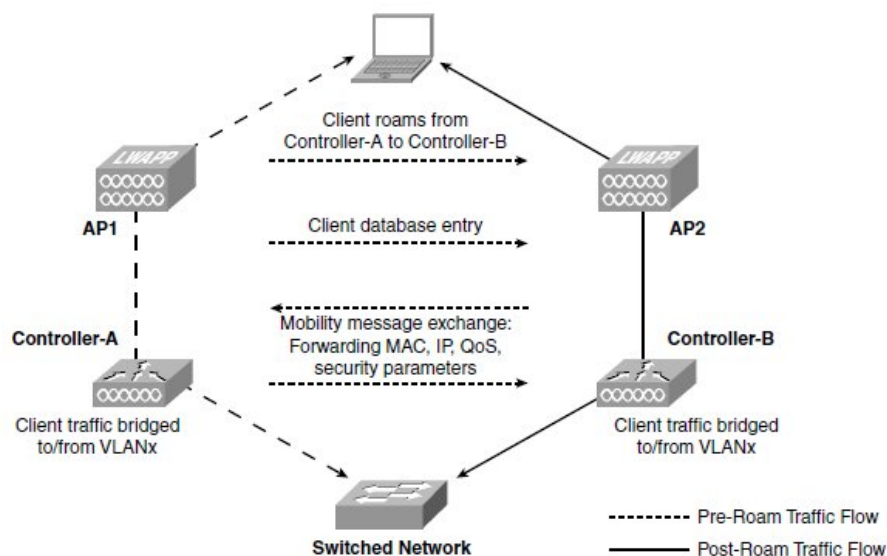 Client roams from
Controller-A to Controller-B
LWAPP
LWAPP
AP1
AP2
Client database entry
Mobility message exchange:
Forwarding MAC, IP, QoS,
security parameters
Controller-A
Controller-B
Client traffic bridged
to/from VLANx
Client traffic bridged
to/from VLANx
Switched Network
Pre-Roam Traffic Flow
Post-Roam Traffic Flow